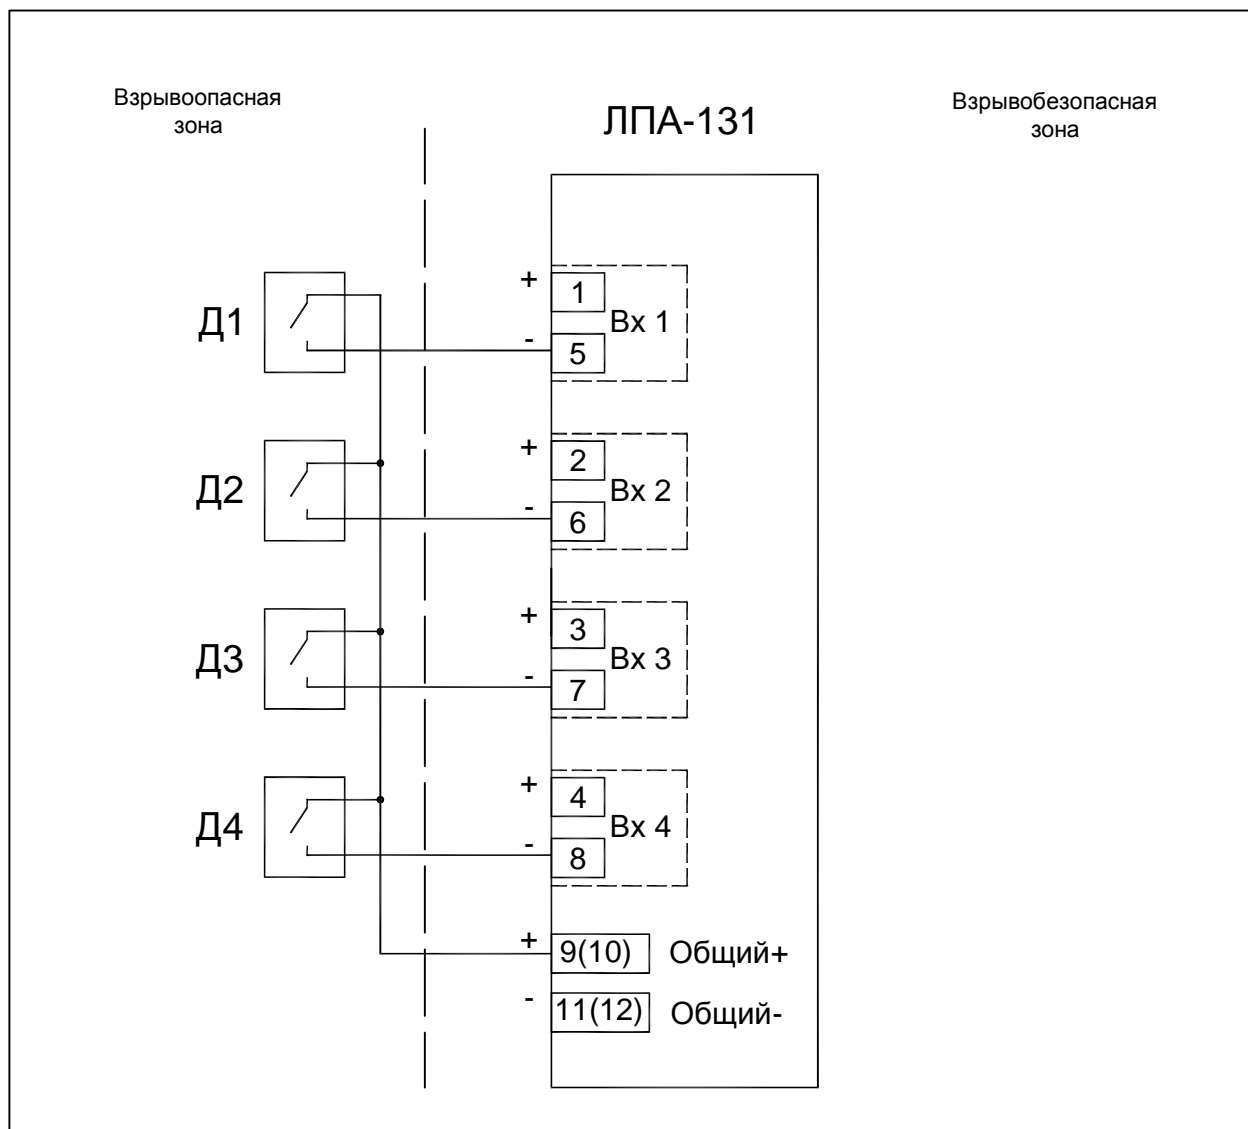 Взрывоопасная
зона
ЛПА-131
Взрывобезопасная
зона
Д1
+
1
Вх 1
-
5
Д2
+
2
Вх 2
-
6
Д3
+
3
Вх 3
-
7
Д4
+
4
Вх 4
-
8
+
9(10) Общий+
-
11(12) Общий-